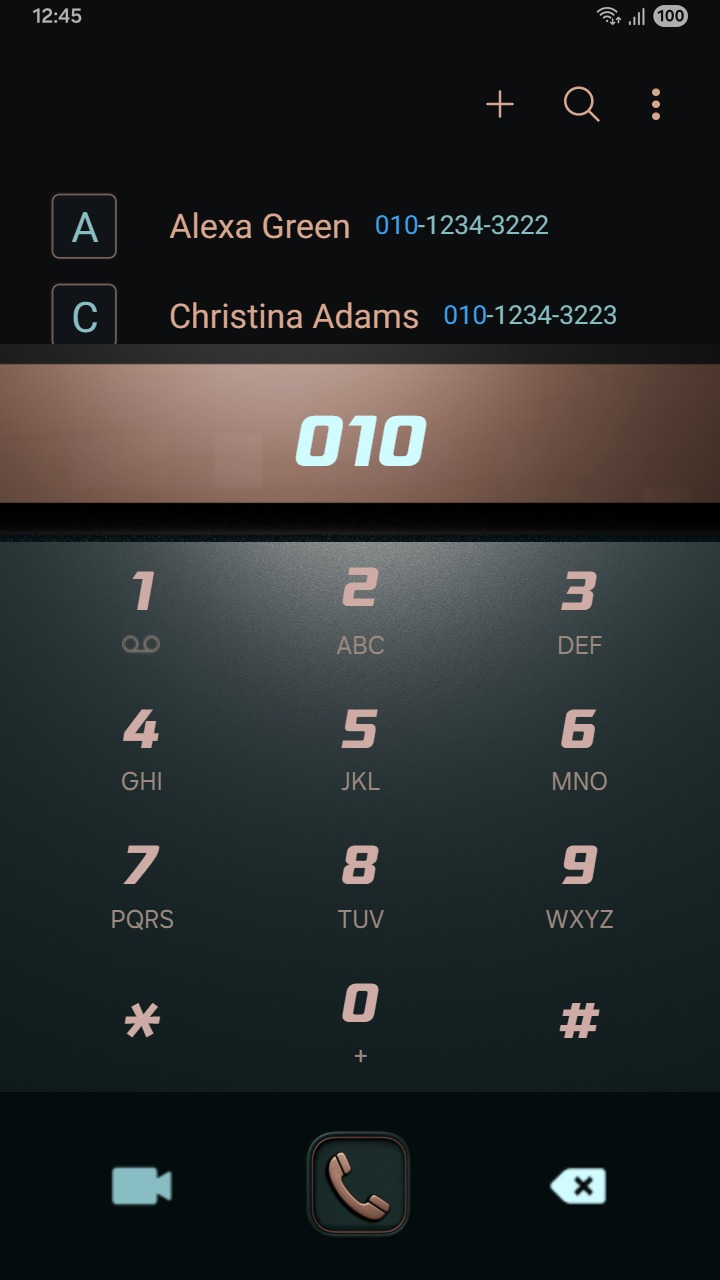 12:45 100
A Alexa Green 010-1234-3222
C Christina Adams 010-1234-3223
010
1 2 3
ABC DEF
4 5 6
GHI JKL MNO
7 8 9
PQRS TUV WXYZ
* 0 #
+